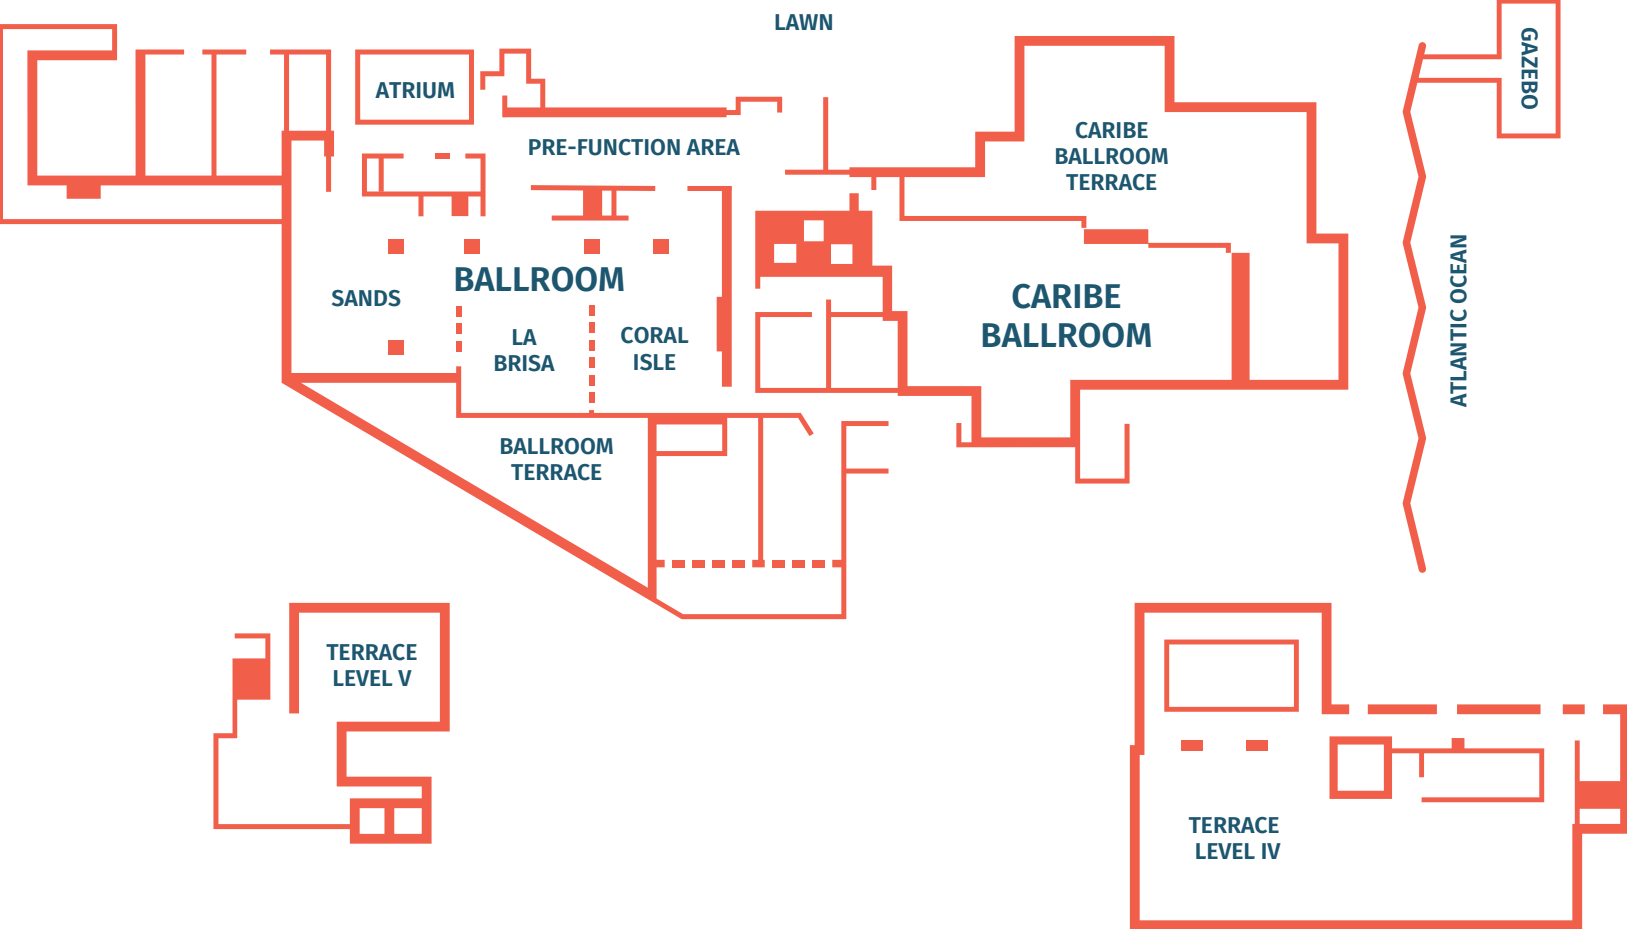 LAWN
GAZEBO
ATRIUM
PRE-FUNCTION AREA
CARIBE
BALLROOM
TERRACE
BALLROOM
SANDS
LA
BRISA
CORAL
ISLE
CARIBE
BALLROOM
ATLANTIC OCEAN
BALLROOM
TERRACE
TERRACE
LEVEL V
TERRACE
LEVEL IV